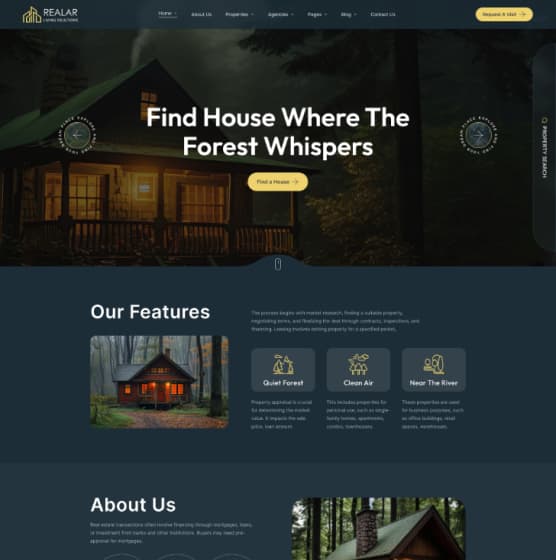 REALAR
LIVING SOLUTIONS
Home
About Us
Properties
Agencies
Pages
Blog
Contact Us
Request A Visit
Find House Where The
Forest Whispers
Find a House
PROPERTY SEARCH
Our Features
The process begins with market research, finding a suitable property,
negotiating terms, and finalizing the deal through contracts, inspections, and
financing. Leasing involves renting property for a specified period.
Quiet Forest
Clean Air
Near The River
Property appraisal is crucial
for determining the market
value. It impacts the sale
price, loan amount.
This includes properties for
personal use, such as single-
family homes, apartments,
condos, townhouses.
These properties are used
for business purposes, such
as office buildings, retail
spaces, warehouses.
About Us
Real estate transactions often involve financing through mortgages, loans,
or investment from banks and other institutions. Buyers may need pre-
approval for mortgages.